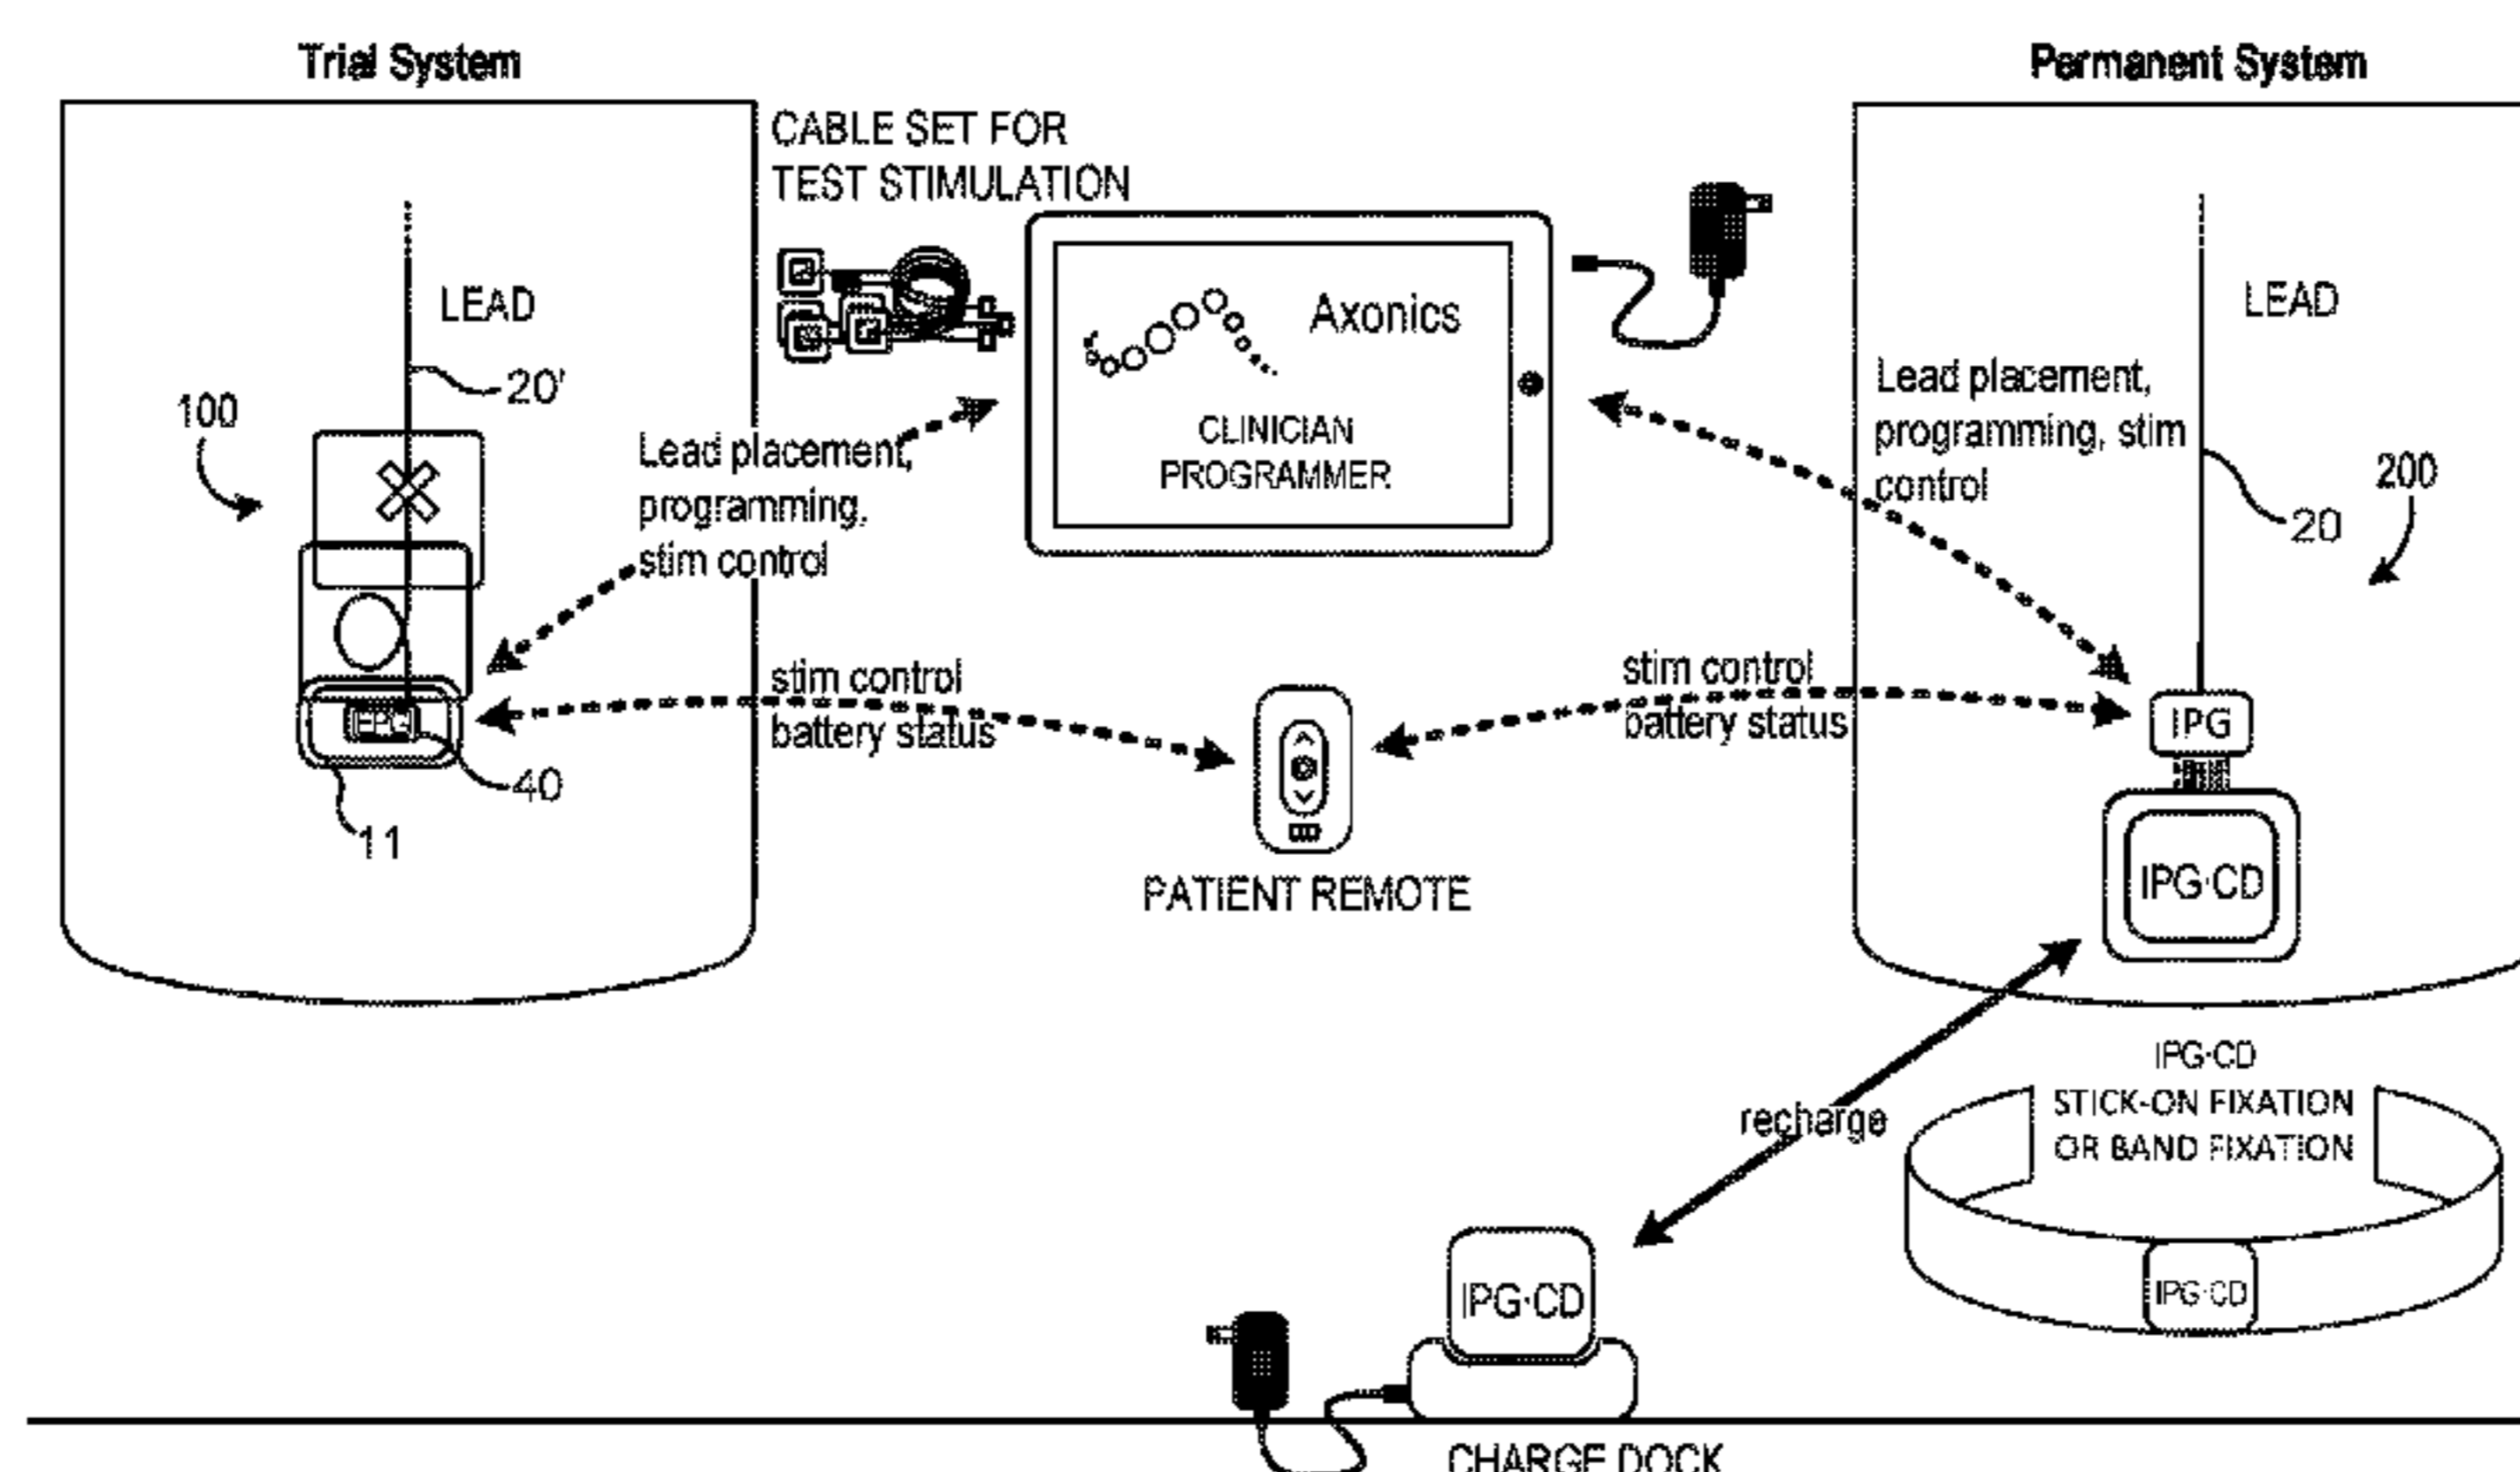 Trial System
Permanent System
CABLE SET FOR
TEST STIMULATION
LEAD
20'
100
Lead placement,
programming,
stim control
Axonics
CLINICIAN
PROGRAMMER
LEAD
Lead placement,
programming, stim
control
200
20
stim control
battery status
stim control
battery status
40
11
IPG
IPG·CD
PATIENT REMOTE
recharge
IPG·CD
STICK-ON FIXATION
OR BAND FIXATION
IPG·CD
IPG·CD
CHARGE DOCK